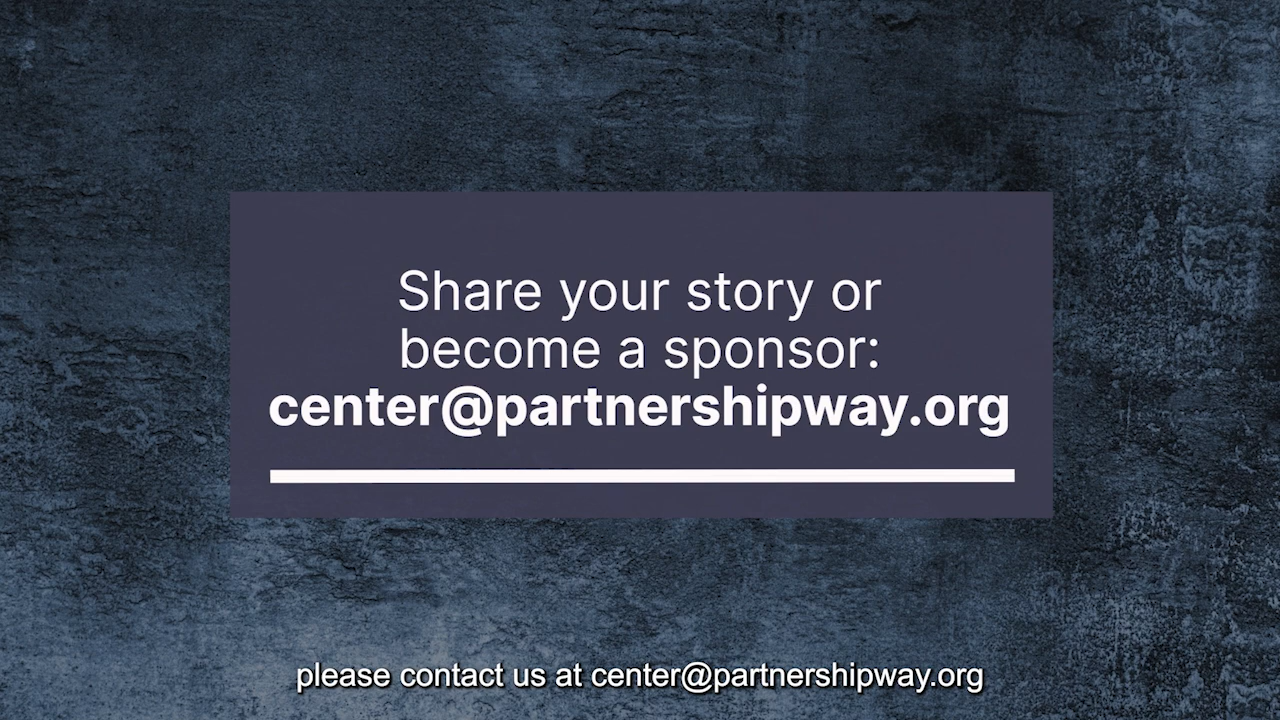 Share your story or
become a sponsor:
center@partnershipway.org
please contact us at center@partnershipway.org